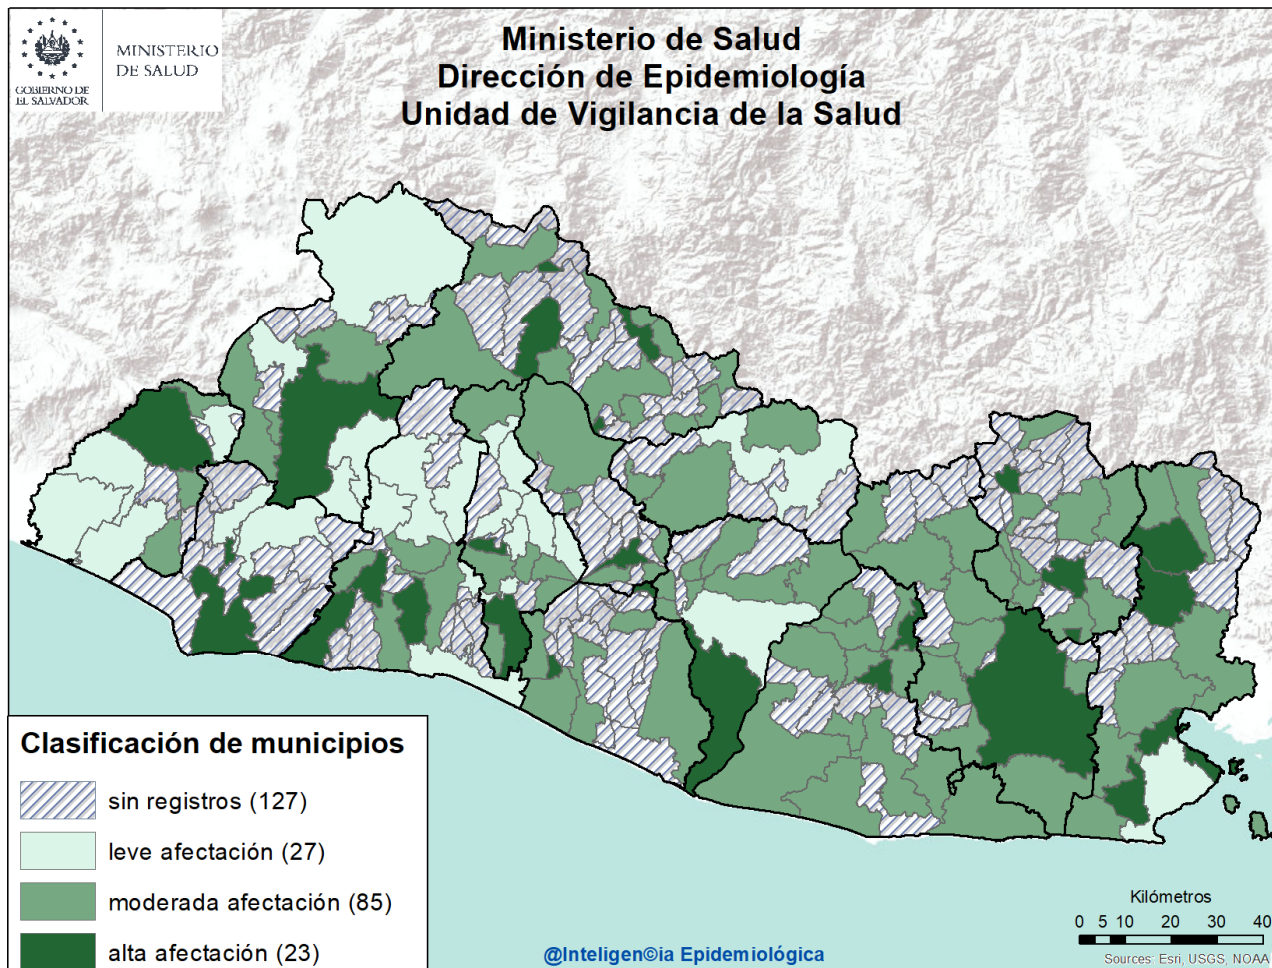 GOBIERNO DE
EL SALVADOR
MINISTERIO
DE SALUD
Ministerio de Salud
Dirección de Epidemiología
Unidad de Vigilancia de la Salud
Clasificación de municipios
sin registros (127)
leve afectación (27)
moderada afectación (85)
alta afectación (23)
@Inteligen©ia Epidemiológica
Kilómetros
0 5 10 20 30 40
Sources: Esri, USGS, NOAA